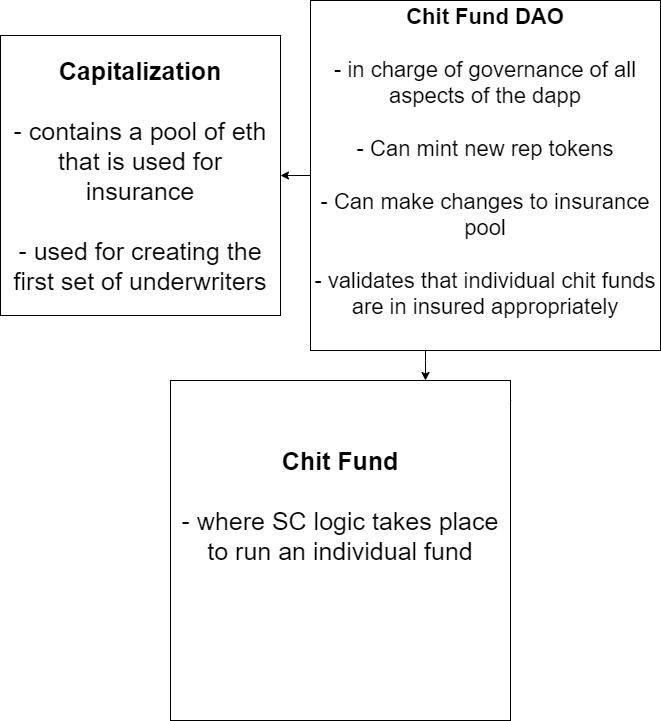 Capitalization
- contains a pool of eth
that is used for
insurance
- used for creating the
first set of underwriters
Chit Fund DAO
- in charge of governance of all
aspects of the dapp
- Can mint new rep tokens
- Can make changes to insurance
pool
- validates that individual chit funds
are in insured appropriately
Chit Fund
- where SC logic takes place
to run an individual fund